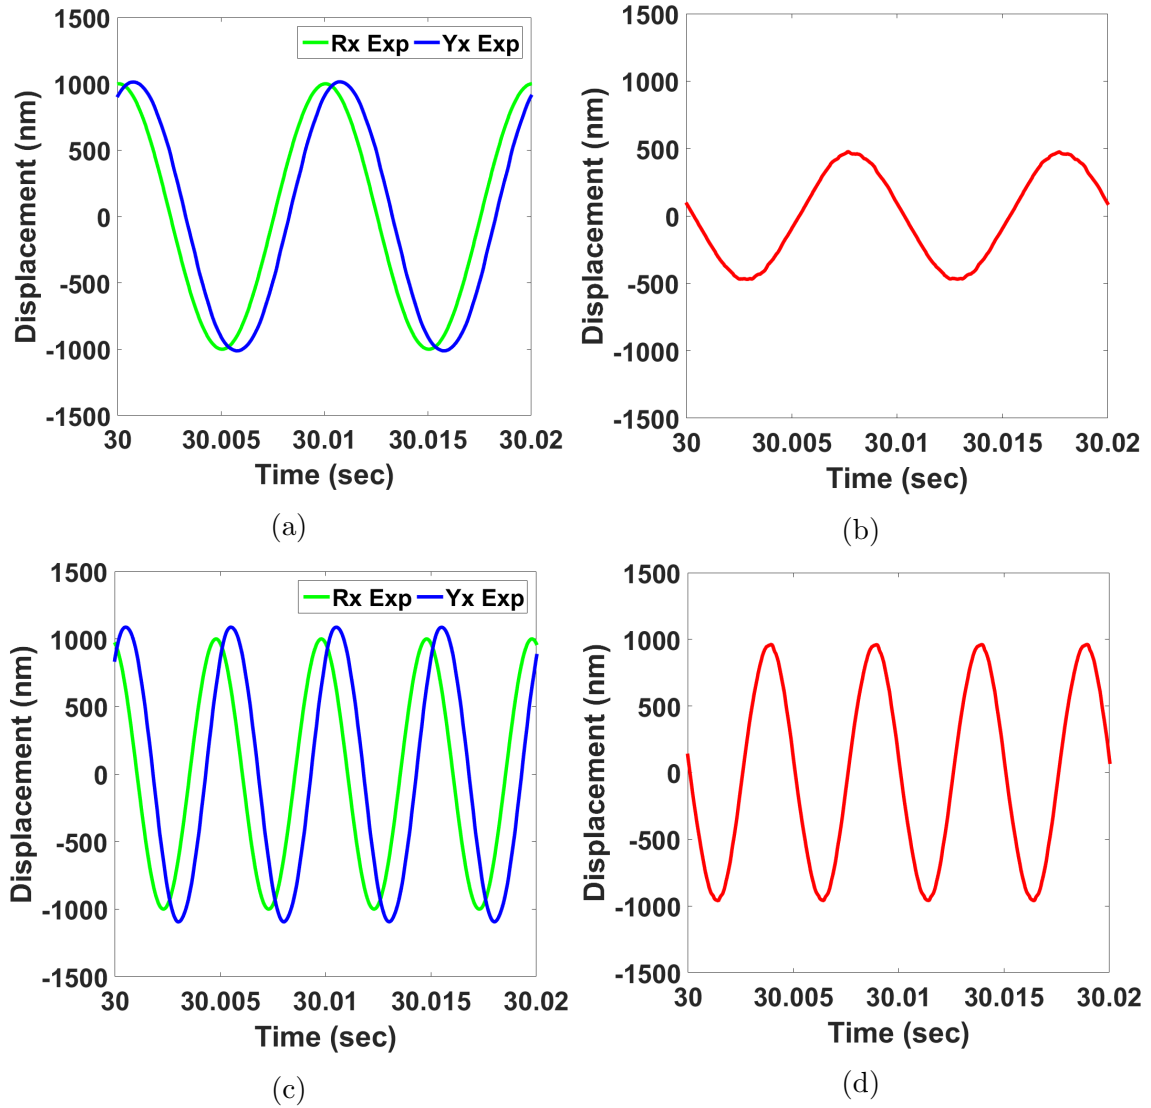 1500
1000
500
0
-500
-1000
-1500
Displacement (nm)
Rx Exp Yx Exp
30 30.005 30.01 30.015 30.02
Time (sec)
(a)
1500
1000
500
0
-500
-1000
-1500
Displacement (nm)
30 30.005 30.01 30.015 30.02
Time (sec)
(b)
1500
1000
500
0
-500
-1000
-1500
Displacement (nm)
Rx Exp Yx Exp
30 30.005 30.01 30.015 30.02
Time (sec)
(c)
1500
1000
500
0
-500
-1000
-1500
Displacement (nm)
30 30.005 30.01 30.015 30.02
Time (sec)
(d)